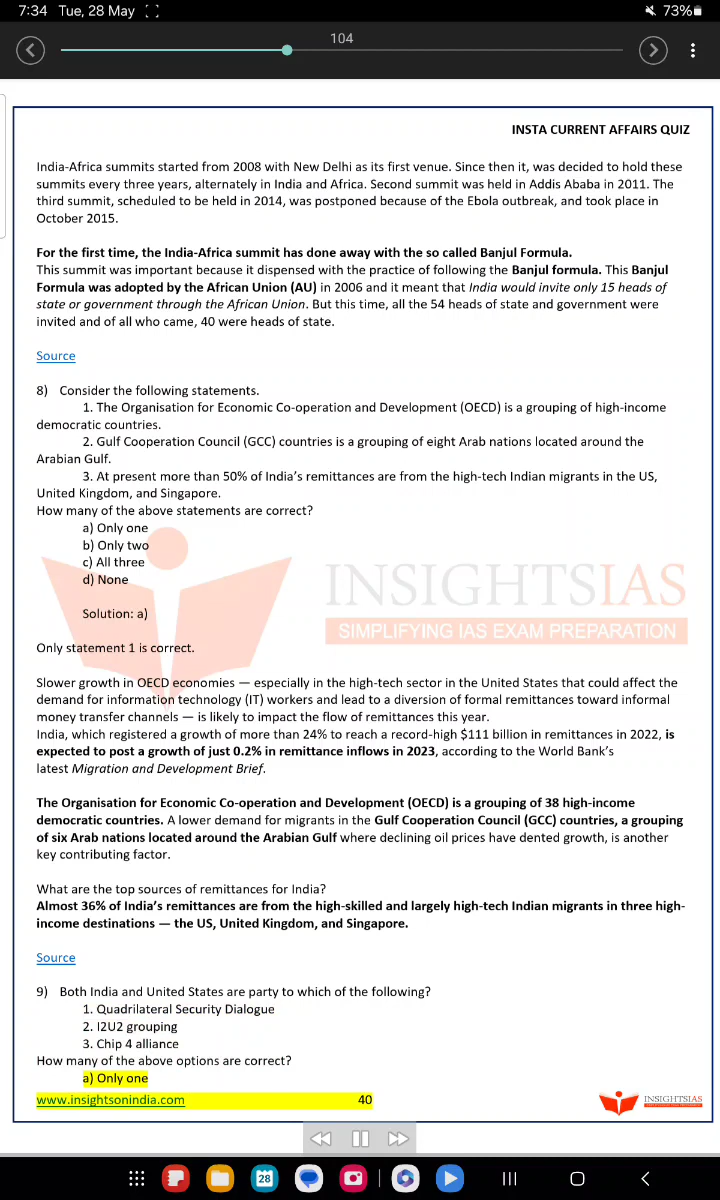 7:34 Tue, 28 May
73%
104
INSTA CURRENT AFFAIRS QUIZ
India-Africa summits started from 2008 with New Delhi as its first venue. Since then it, was decided to hold these
summits every three years, alternately in India and Africa. Second summit was held in Addis Ababa in 2011. The
third summit, scheduled to be held in 2014, was postponed because of the Ebola outbreak, and took place in
October 2015.
For the first time, the India-Africa summit has done away with the so called Banjul Formula.
This summit was important because it dispensed with the practice of following the Banjul formula. This Banjul
Formula was adopted by the African Union (AU) in 2006 and it meant that India would invite only 15 heads of
state or government through the African Union. But this time, all the 54 heads of state and government were
invited and of all who came, 40 were heads of state.
Source
8) Consider the following statements.
1. The Organisation for Economic Co-operation and Development (OECD) is a grouping of high-income
democratic countries.
2. Gulf Cooperation Council (GCC) countries is a grouping of eight Arab nations located around the
Arabian Gulf.
3. At present more than 50% of India's remittances are from the high-tech Indian migrants in the US,
United Kingdom, and Singapore.
How many of the above statements are correct?
a) Only one
b) Only two
c) All three
d) None
INSIGHTSIAS
SIMPLIFYING IAS EXAM PREPARATION
Solution: a)
Only statement 1 is correct.
Slower growth in OECD economies — especially in the high-tech sector in the United States that could affect the
demand for information technology (IT) workers and lead to a diversion of formal remittances toward informal
money transfer channels — is likely to impact the flow of remittances this year.
India, which registered a growth of more than 24% to reach a record-high $111 billion in remittances in 2022, is
expected to post a growth of just 0.2% in remittance inflows in 2023, according to the World Bank's
latest Migration and Development Brief.
The Organisation for Economic Co-operation and Development (OECD) is a grouping of 38 high-income
democratic countries. A lower demand for migrants in the Gulf Cooperation Council (GCC) countries, a grouping
of six Arab nations located around the Arabian Gulf where declining oil prices have dented growth, is another
key contributing factor.
What are the top sources of remittances for India?
Almost 36% of India's remittances are from the high-skilled and largely high-tech Indian migrants in three high-
income destinations — the US, United Kingdom, and Singapore.
Source
9) Both India and United States are party to which of the following?
1. Quadrilateral Security Dialogue
2. I2U2 grouping
3. Chip 4 alliance
How many of the above options are correct?
a) Only one
www.insightsonindia.com 40
INSIGHTSIAS
28